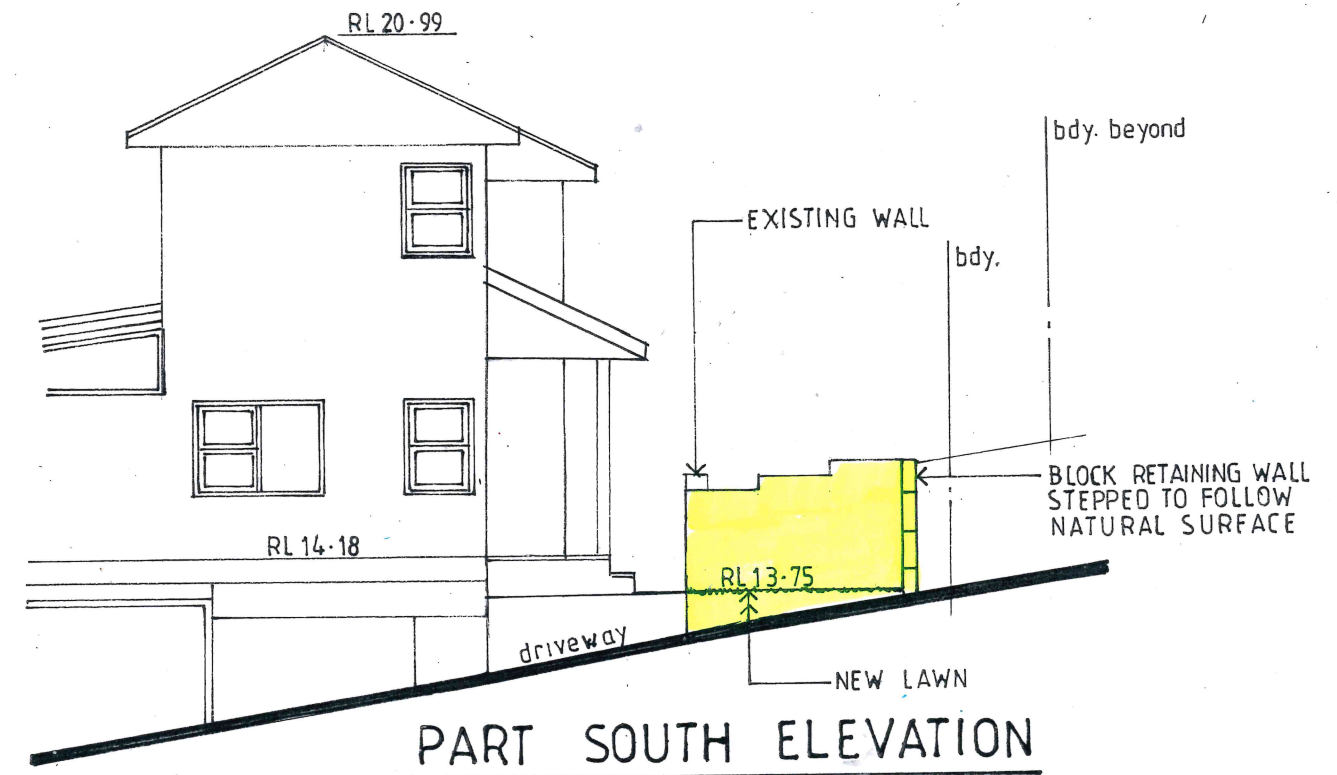 RL 20·99
bdy. beyond
EXISTING WALL
bdy.
BLOCK RETAINING WALL
STEPPED TO FOLLOW
NATURAL SURFACE
RL 14·18
RL 13·75
driveway
NEW LAWN
PART SOUTH ELEVATION